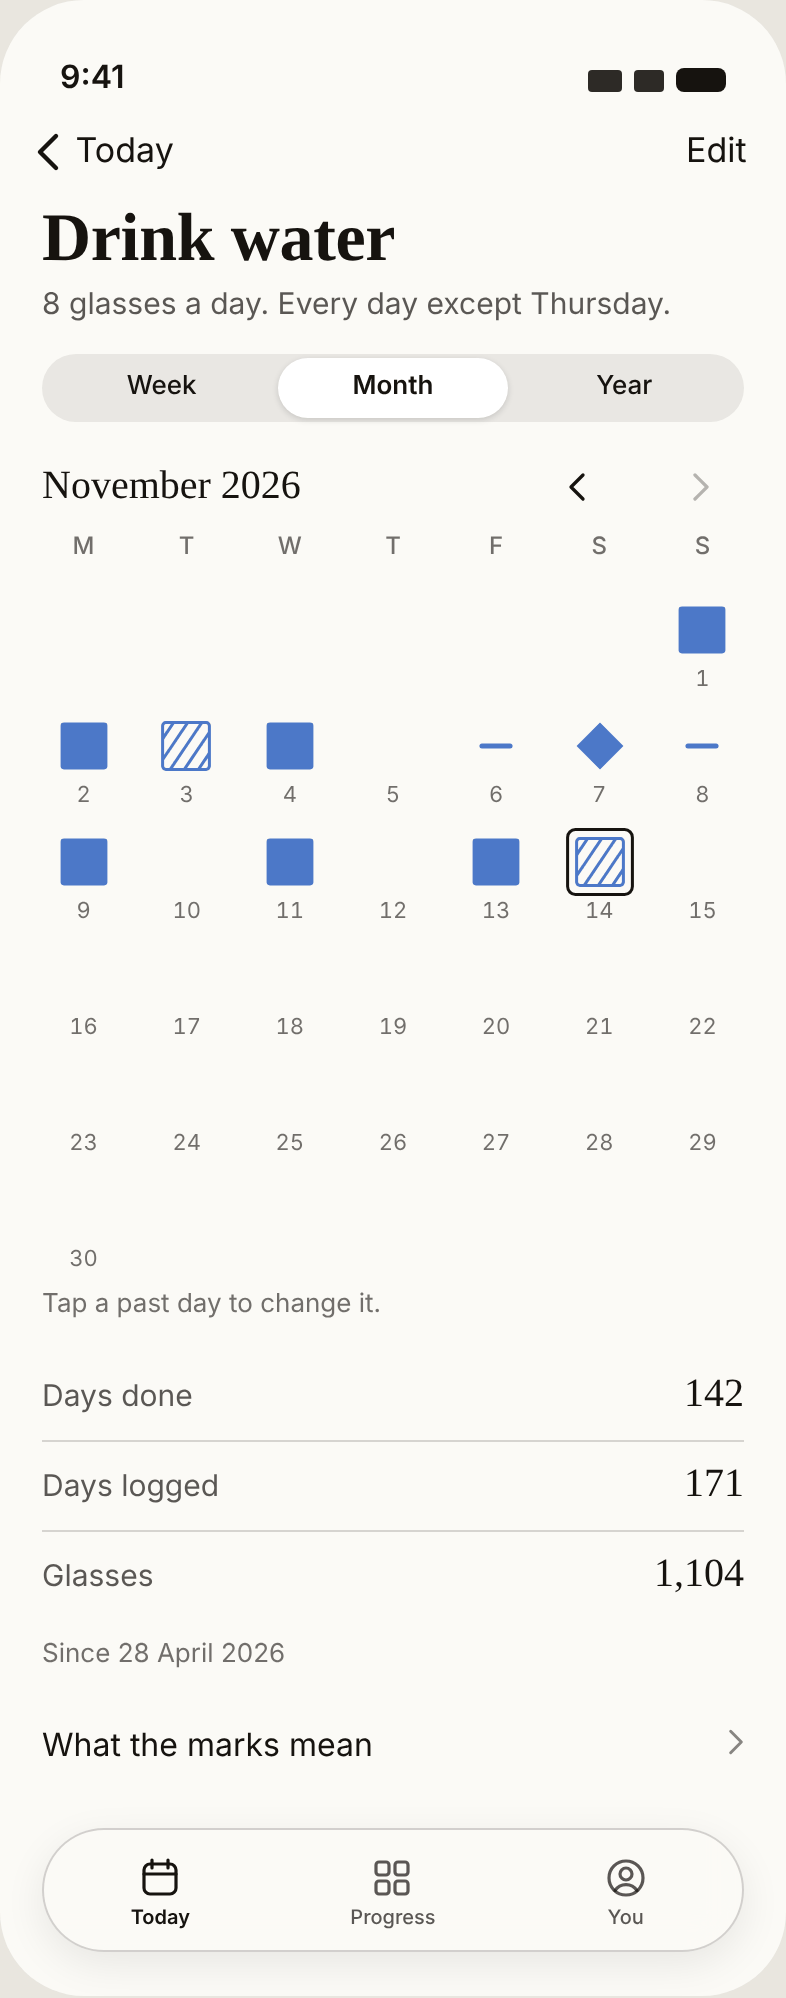 9:41
Today Edit
Drink water
8 glasses a day. Every day except Thursday.
Week Month Year
November 2026
M T W T F S S
1
2 3 4 5 6 7 8
9 10 11 12 13 14 15
16 17 18 19 20 21 22
23 24 25 26 27 28 29
30
Tap a past day to change it.
Days done 142
Days logged 171
Glasses 1,104
Since 28 April 2026
What the marks mean
Today Progress You